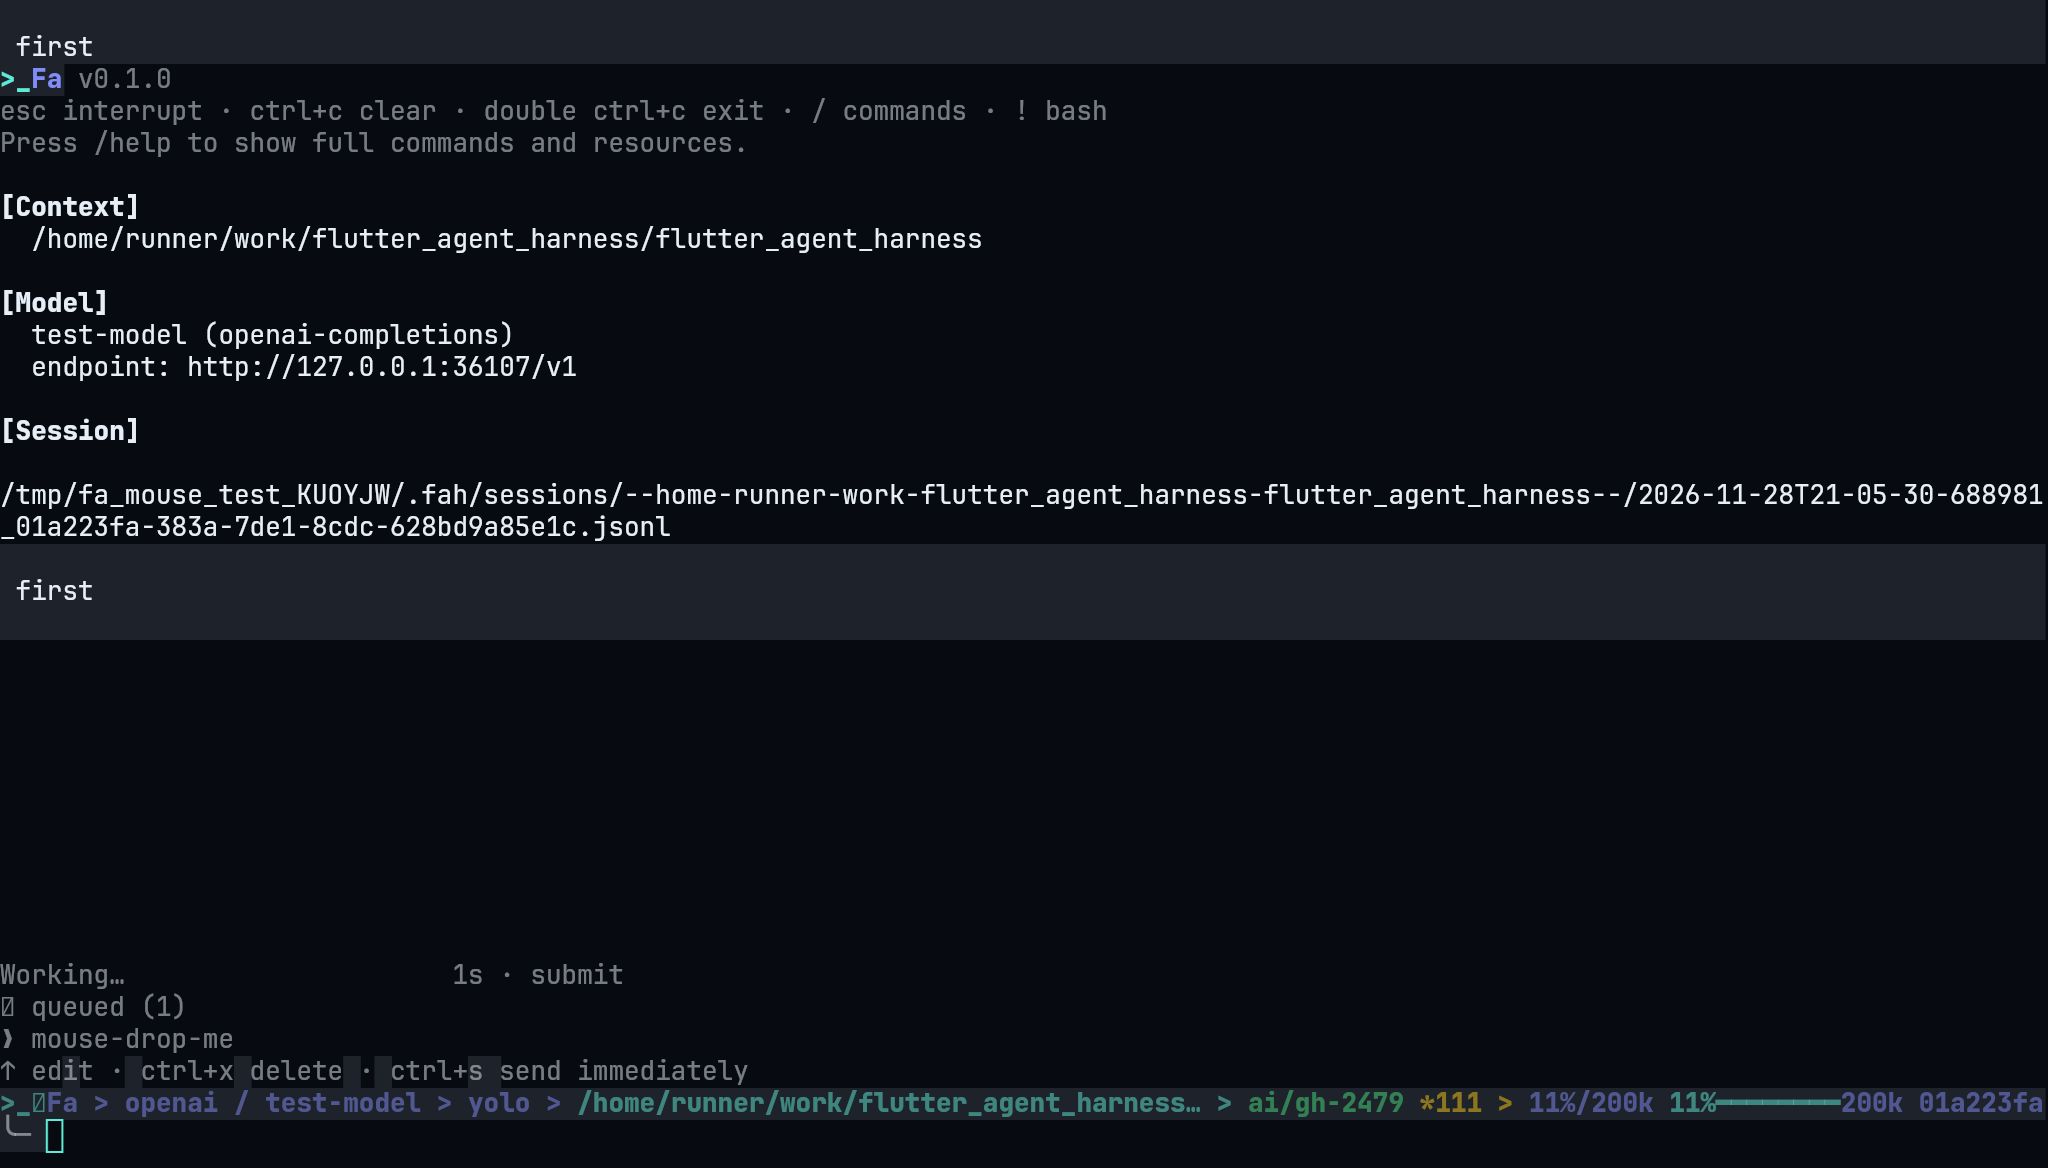 first
>_Fa v0.1.0
esc interrupt · ctrl+c clear · double ctrl+c exit · / commands · ! bash
Press /help to show full commands and resources.
[Context]
/home/runner/work/flutter_agent_harness/flutter_agent_harness
[Model]
test-model (openai-completions)
endpoint: http://127.0.0.1:36107/v1
[Session]
/tmp/fa_mouse_test_KUOYJW/.fah/sessions/--home-runner-work-flutter_agent_harness-flutter_agent_harness--/2026-11-28T21-05-30-688981
_01a223fa-383a-7de1-8cdc-628bd9a85e1c.jsonl
first
Working… 1s · submit
queued (1)
❫ mouse-drop-me
↑ edit · ctrl+x delete · ctrl+s send immediately
>_Fa > openai / test-model > yolo > /home/runner/work/flutter_agent_harness… > ai/gh-2479 *111 > 11%/200k 11%━━━━━━━━200k 01a223fa